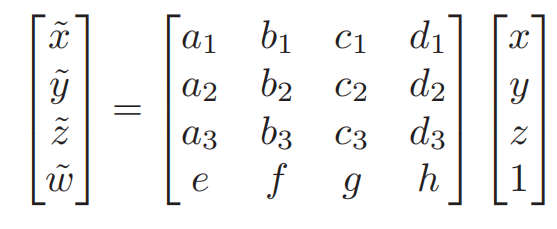 x̃ a₁ b₁ c₁ d₁ x
ỹ a₂ b₂ c₂ d₂ y
=
z̃ a₃ b₃ c₃ d₃ z
w̃ e f g h 1